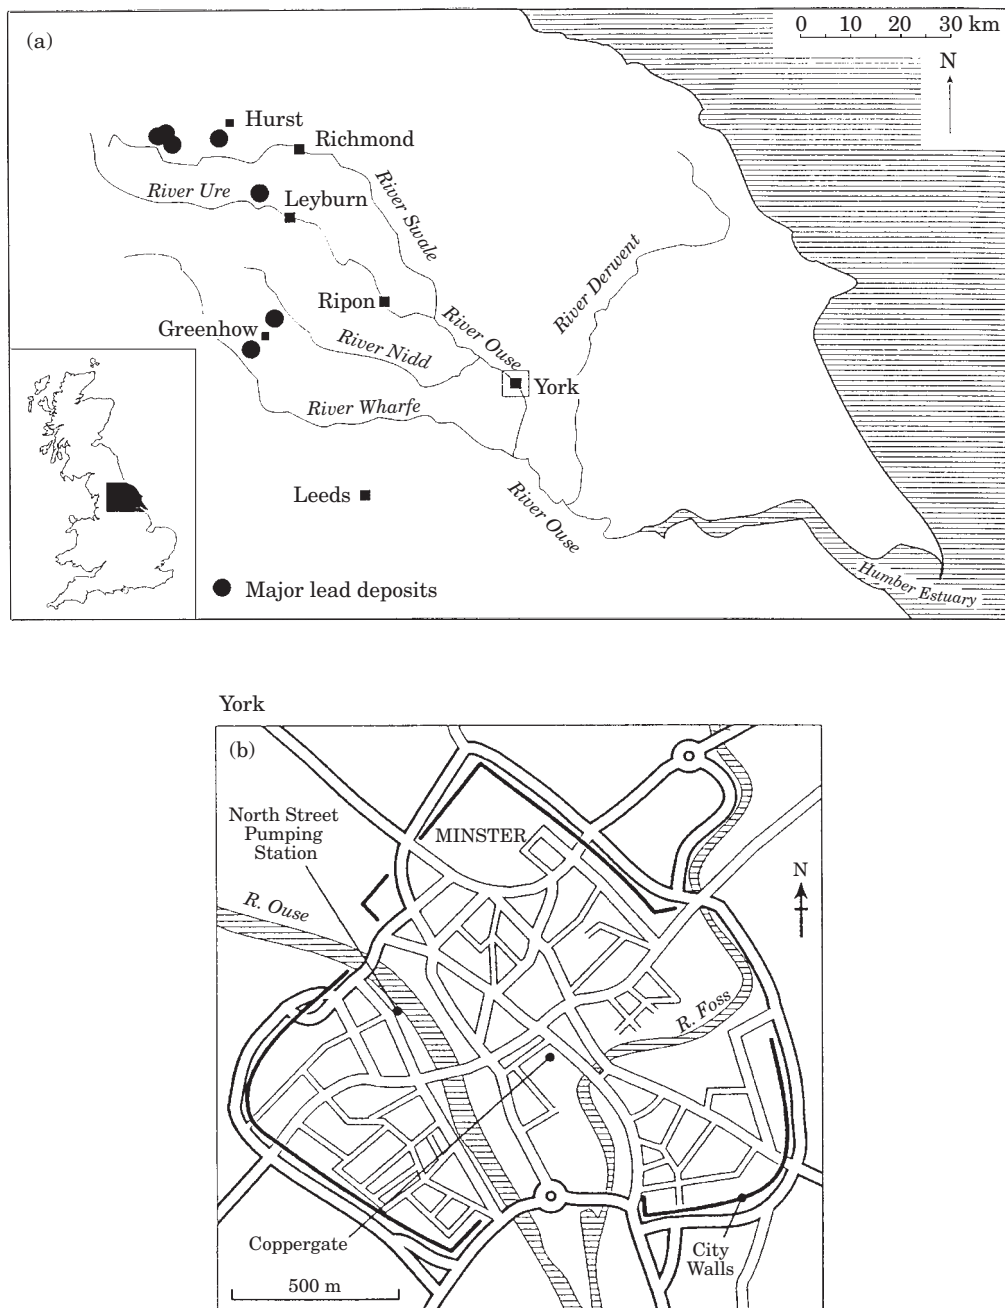 (a)
0 10 20 30 km
N
Hurst
Richmond
River Ure
Leyburn
River Swale
River Derwent
Ripon
River Ouse
Greenhow
River Nidd
York
River Wharfe
Leeds
River Ouse
Humber Estuary
Major lead deposits
York
(b)
North Street
Pumping
Station
MINSTER
N
R. Ouse
R. Foss
Coppergate
City
Walls
500 m